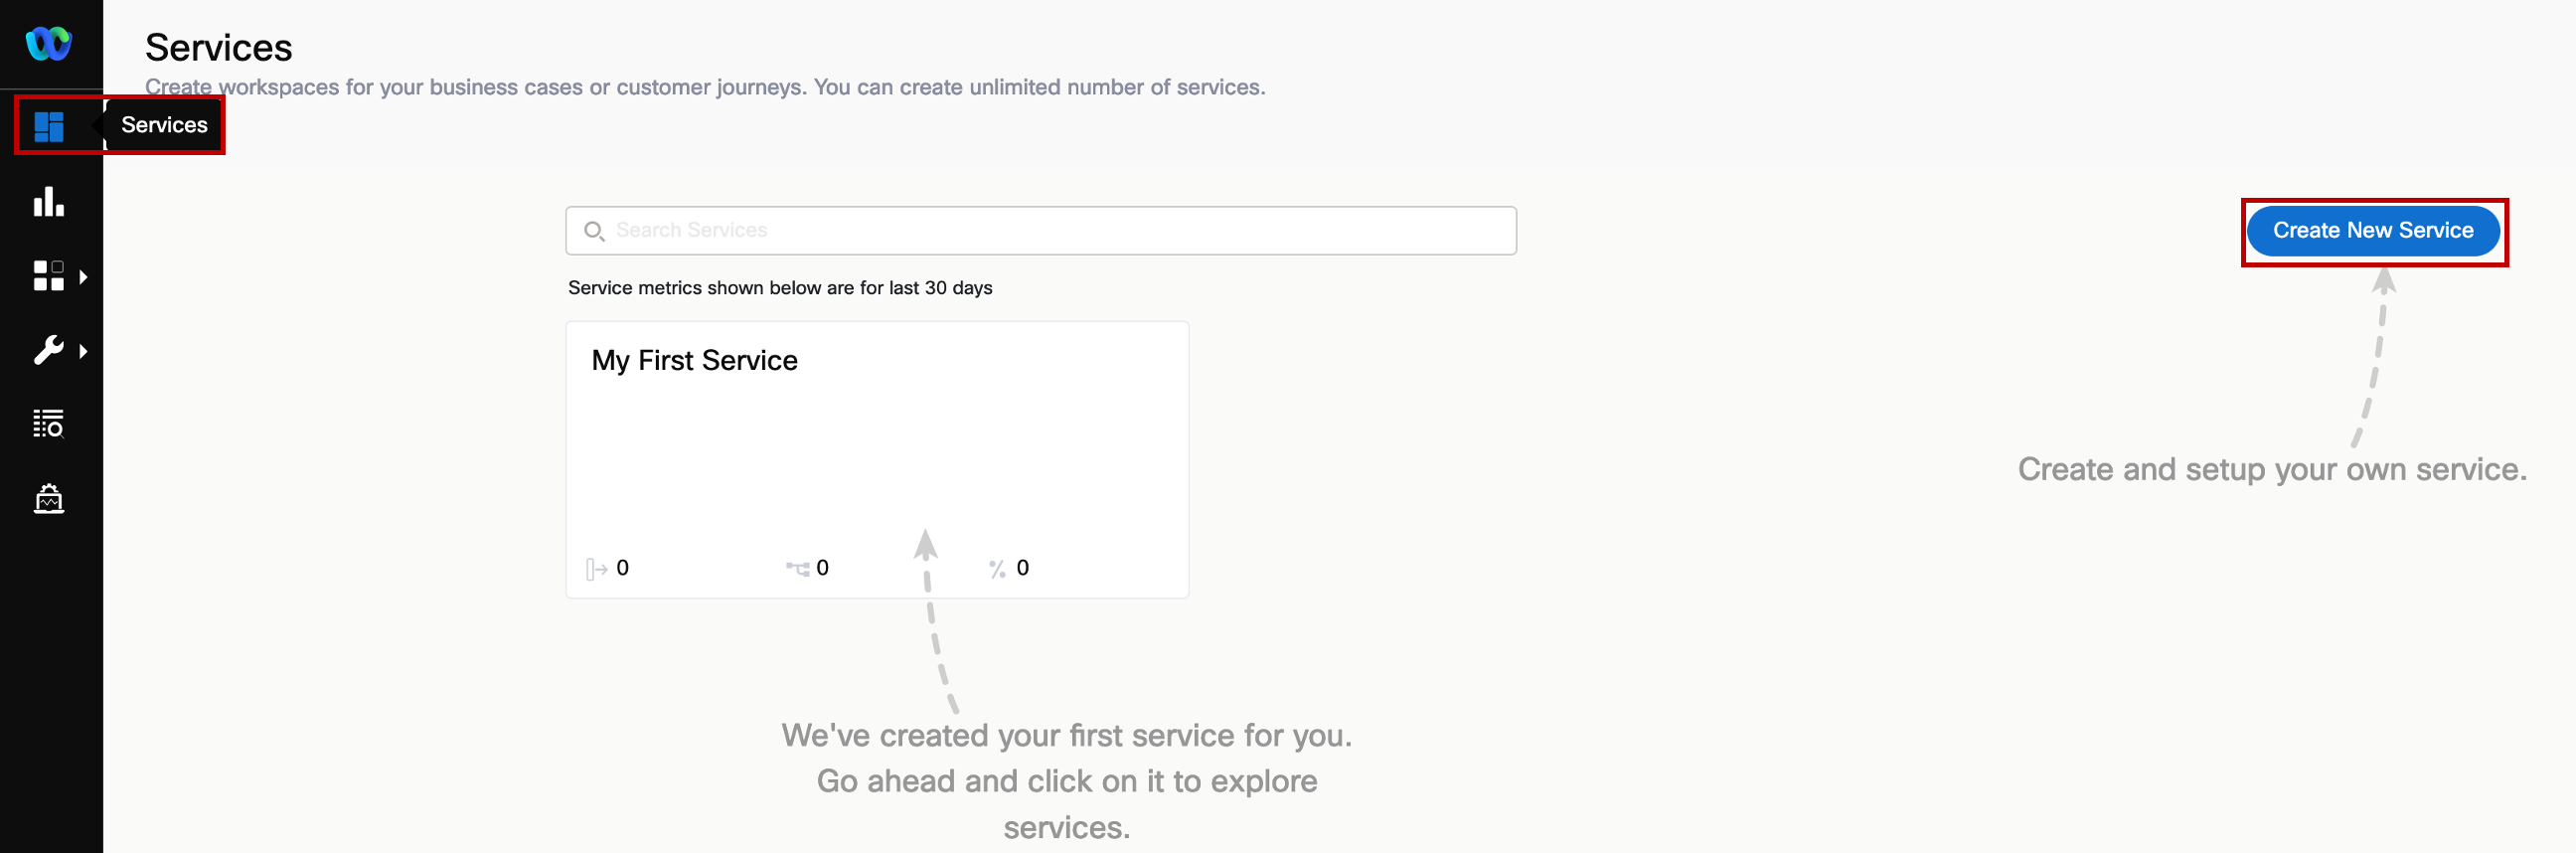 Services
Create workspaces for your business cases or customer journeys. You can create unlimited number of services.
Services
Search Services
Create New Service
Service metrics shown below are for last 30 days
My First Service
0 0 % 0
Create and setup your own service.
We've created your first service for you.
Go ahead and click on it to explore
services.